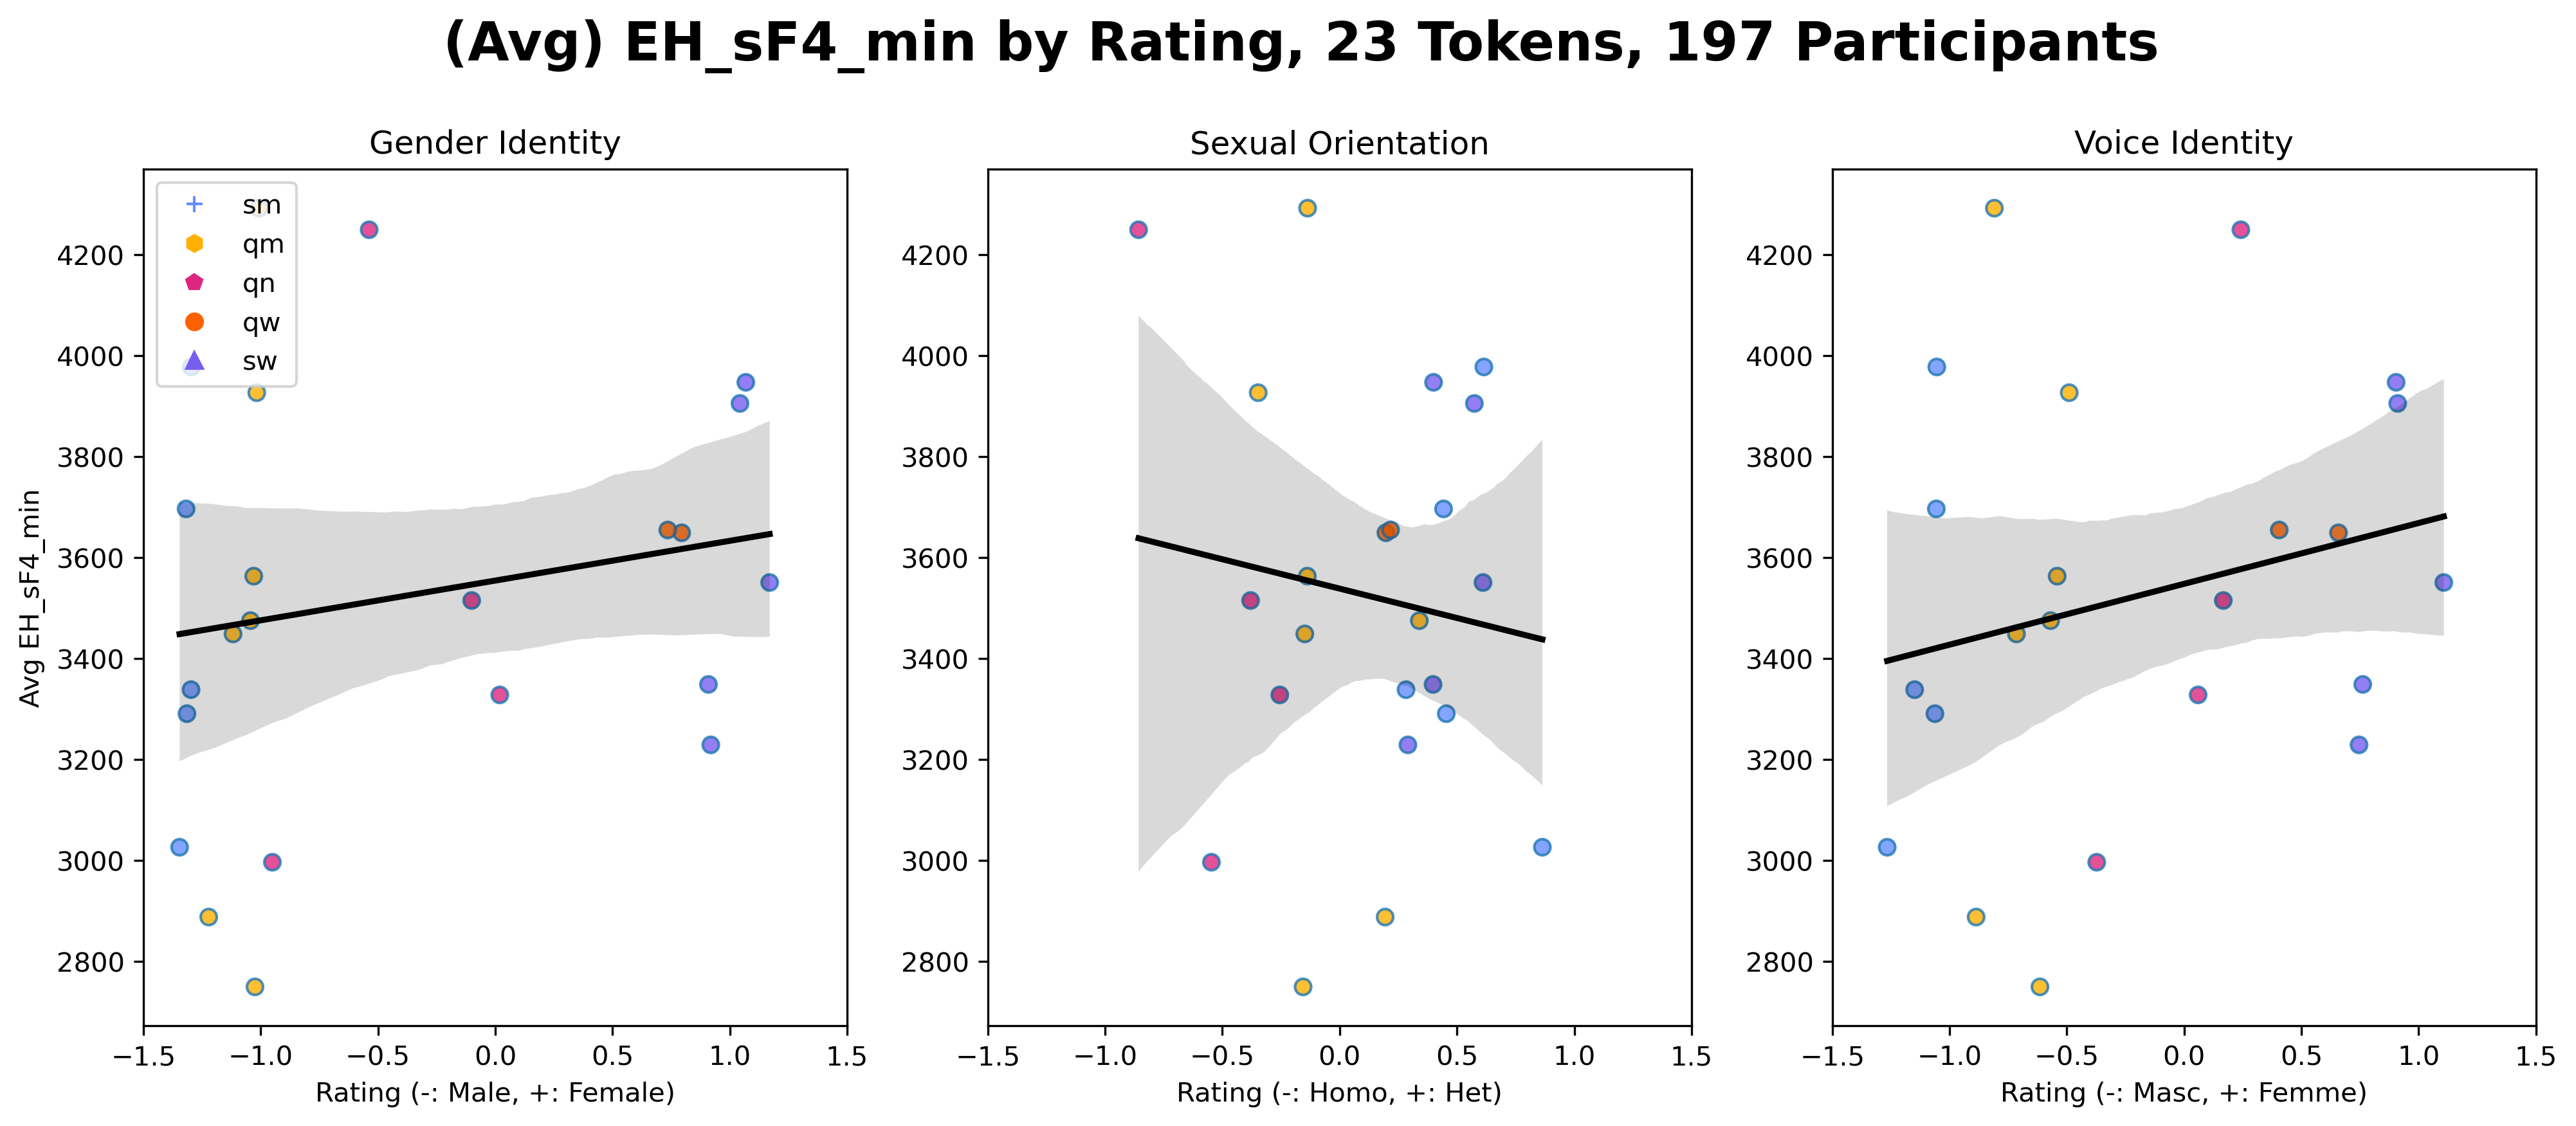 (Avg) EH_sF4_min by Rating, 23 Tokens, 197 Participants
Gender Identity
Sexual Orientation
Voice Identity
sm
qm
qn
qw
sw
Avg EH_sF4_min
4200
4000
3800
3600
3400
3200
3000
2800
−1.5 −1.0 −0.5 0.0 0.5 1.0 1.5
Rating (-: Male, +: Female)
4200
4000
3800
3600
3400
3200
3000
2800
−1.5 −1.0 −0.5 0.0 0.5 1.0 1.5
Rating (-: Homo, +: Het)
4200
4000
3800
3600
3400
3200
3000
2800
−1.5 −1.0 −0.5 0.0 0.5 1.0 1.5
Rating (-: Masc, +: Femme)